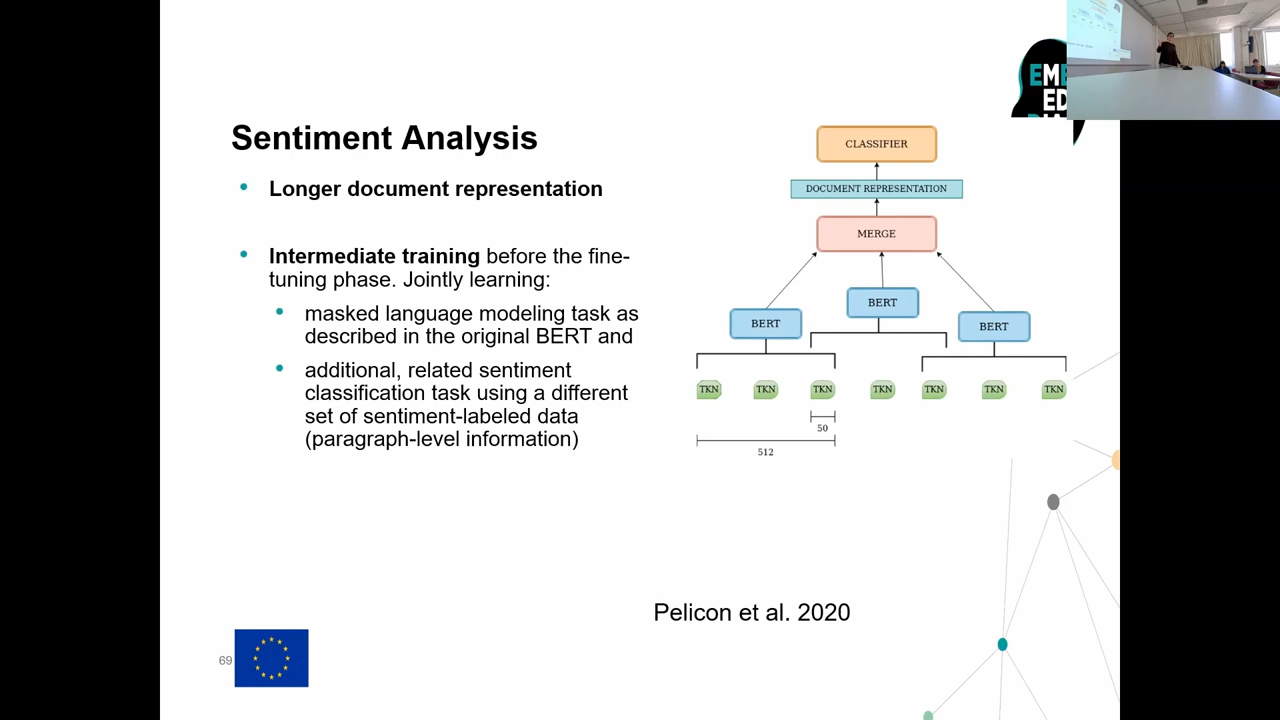 Sentiment Analysis
• Longer document representation
• Intermediate training before the fine-
tuning phase. Jointly learning:
• masked language modeling task as
described in the original BERT and
• additional, related sentiment
classification task using a different
set of sentiment-labeled data
(paragraph-level information)
EM
ED
CLASSIFIER
DOCUMENT REPRESENTATION
MERGE
BERT
BERT
BERT
TKN TKN TKN TKN TKN TKN TKN
50
512
Pelicon et al. 2020
69